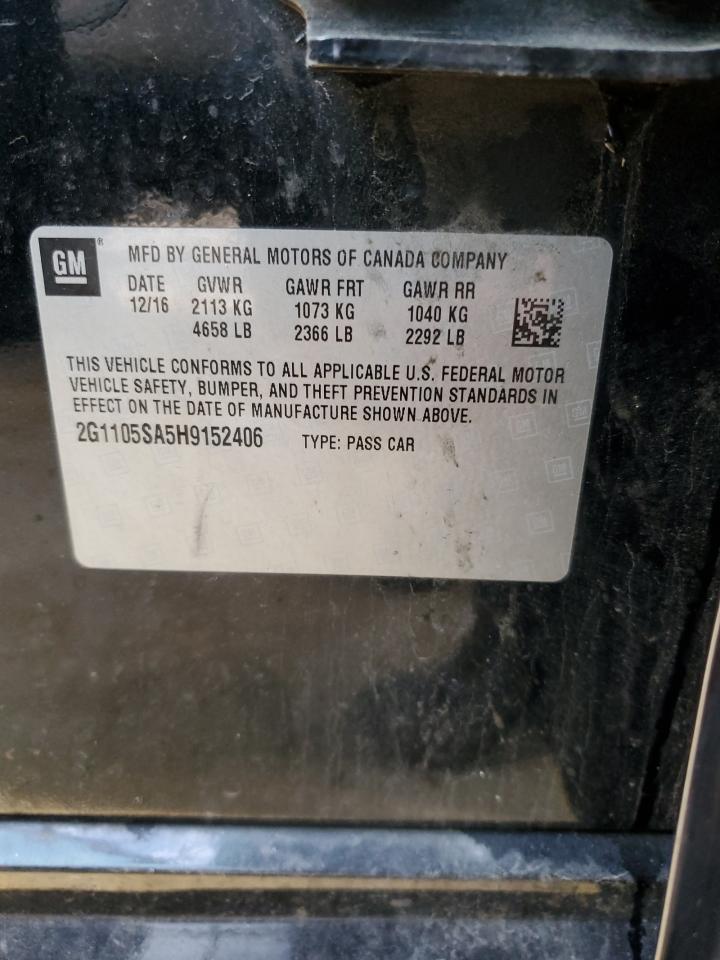 GM ®
MFD BY GENERAL MOTORS OF CANADA COMPANY
DATE GVWR GAWR FRT GAWR RR
12/16 2113 KG 1073 KG 1040 KG
4658 LB 2366 LB 2292 LB
THIS VEHICLE CONFORMS TO ALL APPLICABLE U.S. FEDERAL MOTOR
VEHICLE SAFETY, BUMPER, AND THEFT PREVENTION STANDARDS IN
EFFECT ON THE DATE OF MANUFACTURE SHOWN ABOVE.
2G1105SA5H9152406 TYPE: PASS CAR